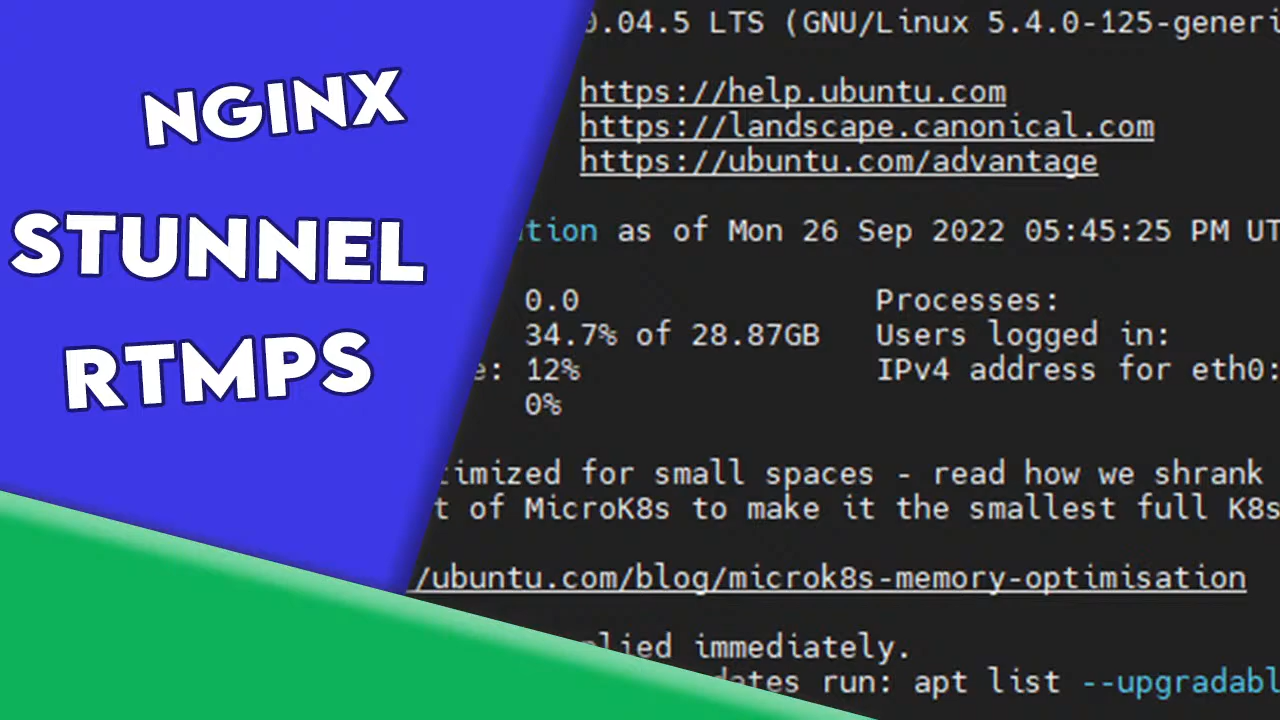 NGINX
STUNNEL
RTMPS
0.04.5 LTS (GNU/Linux 5.4.0-125-generi
https://help.ubuntu.com
https://landscape.canonical.com
https://ubuntu.com/advantage
ation as of Mon 26 Sep 2022 05:45:25 PM UT
0.0 Processes:
34.7% of 28.87GB Users logged in:
e: 12% IPv4 address for eth0:
0%
timized for small spaces - read how we shrank
t of MicroK8s to make it the smallest full K8s
/ubuntu.com/blog/microk8s-memory-optimisation
plied immediately.
dates run: apt list --upgradabl